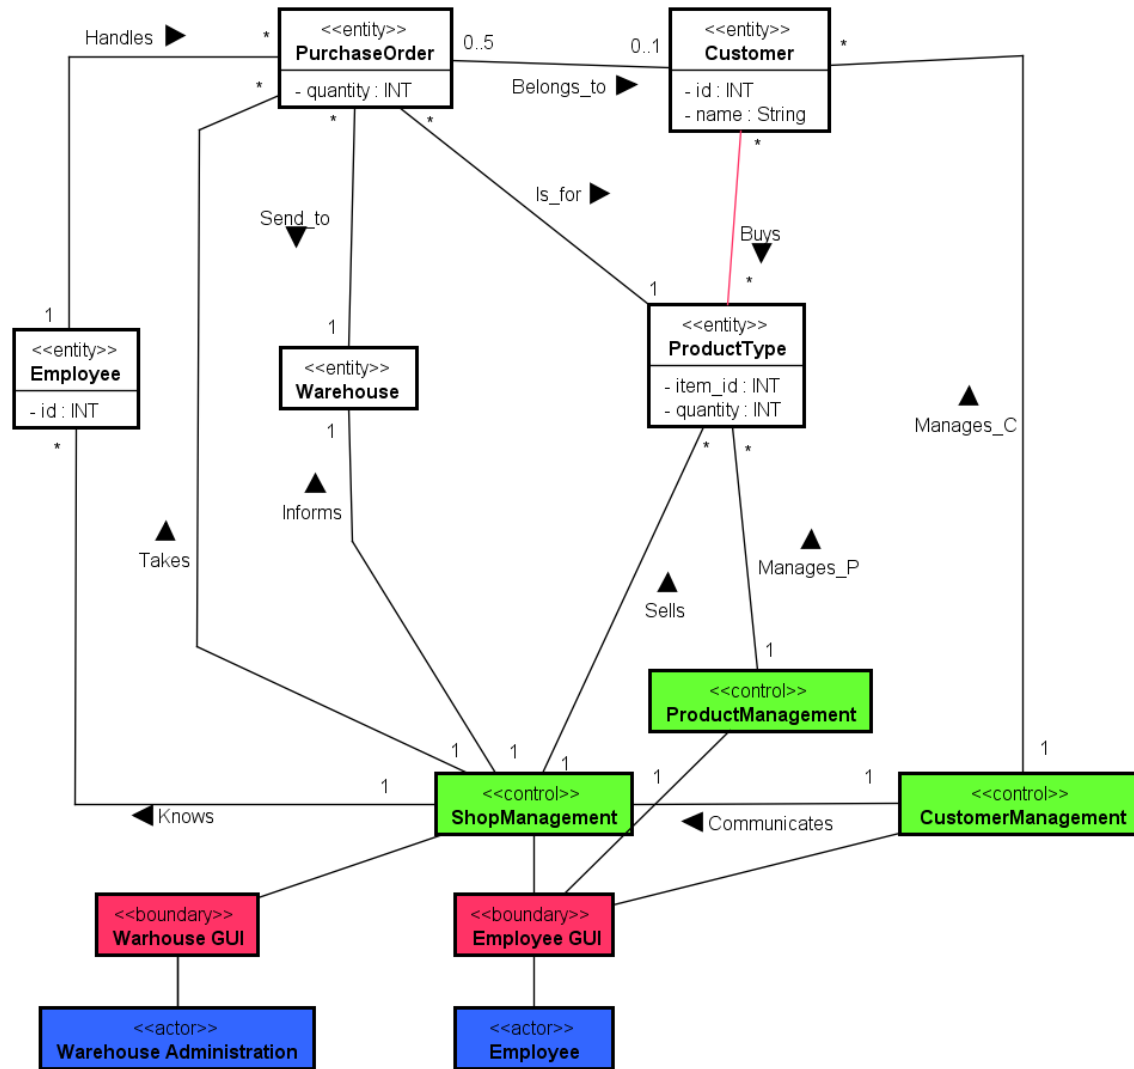 Handles
*
<<entity>>
PurchaseOrder
- quantity : INT
0..5
0..1
Belongs_to
<<entity>>
Customer
- id : INT
- name : String
*
*
*
*
*
Send_to
Is_for
Buys
*
1
1
1
<<entity>>
Employee
- id : INT
*
<<entity>>
Warehouse
1
<<entity>>
ProductType
- item_id : INT
- quantity : INT
*
*
Manages_C
Informs
Takes
Manages_P
Sells
1
<<control>>
ProductManagement
1
1
1
1
1
1
1
<<control>>
ShopManagement
<<control>>
CustomerManagement
Knows
Communicates
<<boundary>>
Warhouse GUI
<<boundary>>
Employee GUI
<<actor>>
Warehouse Administration
<<actor>>
Employee